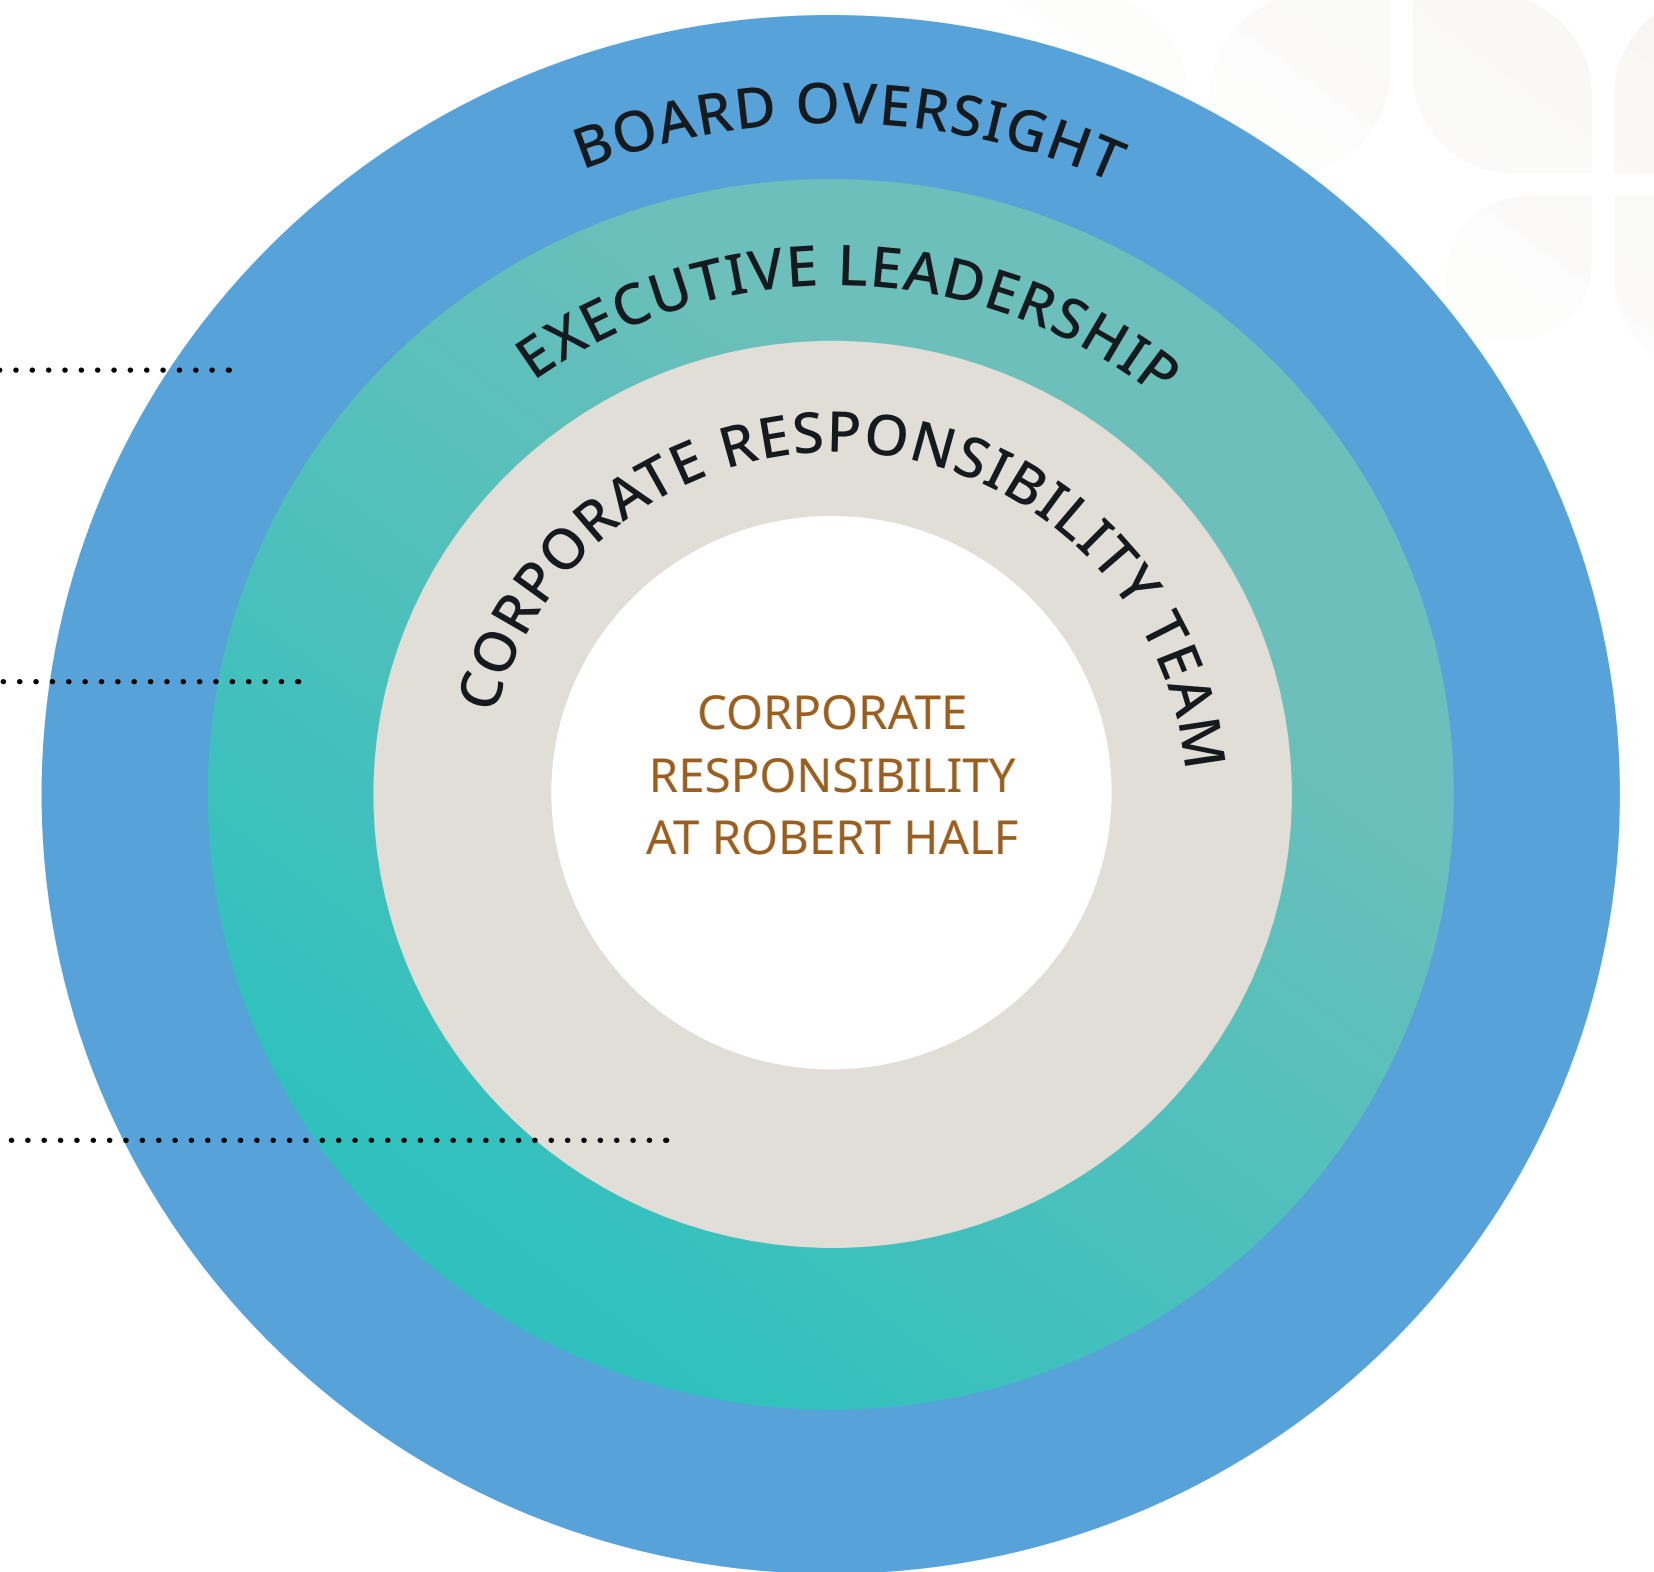 BOARD OVERSIGHT
EXECUTIVE LEADERSHIP
CORPORATE RESPONSIBILITY TEAM
CORPORATE
RESPONSIBILITY
AT ROBERT HALF